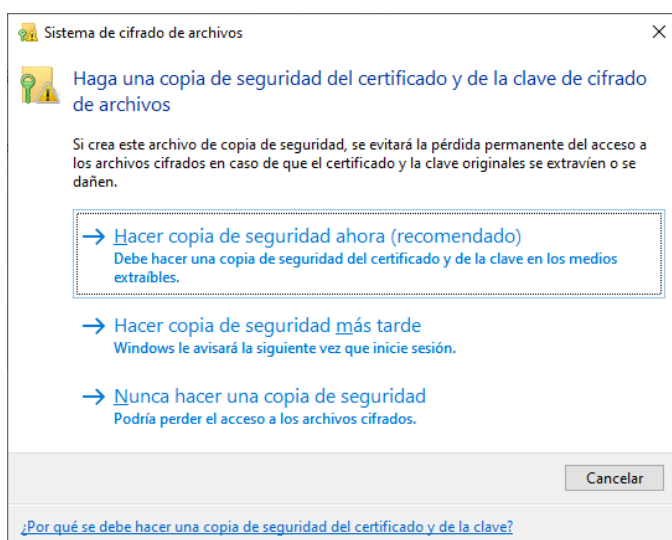 Sistema de cifrado de archivos
Haga una copia de seguridad del certificado y de la clave de cifrado
de archivos
Si crea este archivo de copia de seguridad, se evitará la pérdida permanente del acceso a
los archivos cifrados en caso de que el certificado y la clave originales se extravíen o se
dañen.
Hacer copia de seguridad ahora (recomendado)
Debe hacer una copia de seguridad del certificado y de la clave en los medios
extraíbles.
Hacer copia de seguridad más tarde
Windows le avisará la siguiente vez que inicie sesión.
Nunca hacer una copia de seguridad
Podría perder el acceso a los archivos cifrados.
Cancelar
¿Por qué se debe hacer una copia de seguridad del certificado y de la clave?